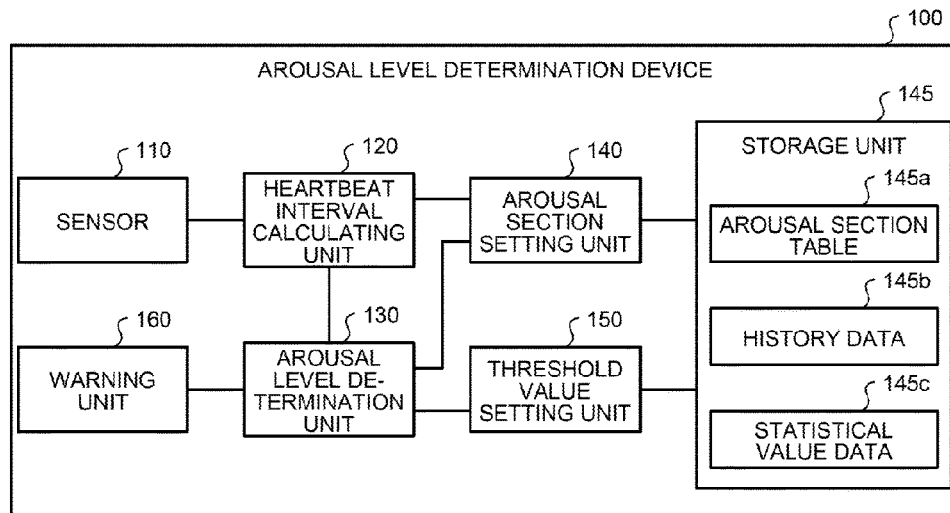 100
AROUSAL LEVEL DETERMINATION DEVICE
110
SENSOR
120
HEARTBEAT
INTERVAL
CALCULATING
UNIT
140
AROUSAL
SECTION
SETTING UNIT
145
STORAGE UNIT
145a
AROUSAL SECTION
TABLE
145b
HISTORY DATA
145c
STATISTICAL
VALUE DATA
160
WARNING
UNIT
130
AROUSAL
LEVEL DE-
TERMINATION
UNIT
150
THRESHOLD
VALUE
SETTING UNIT